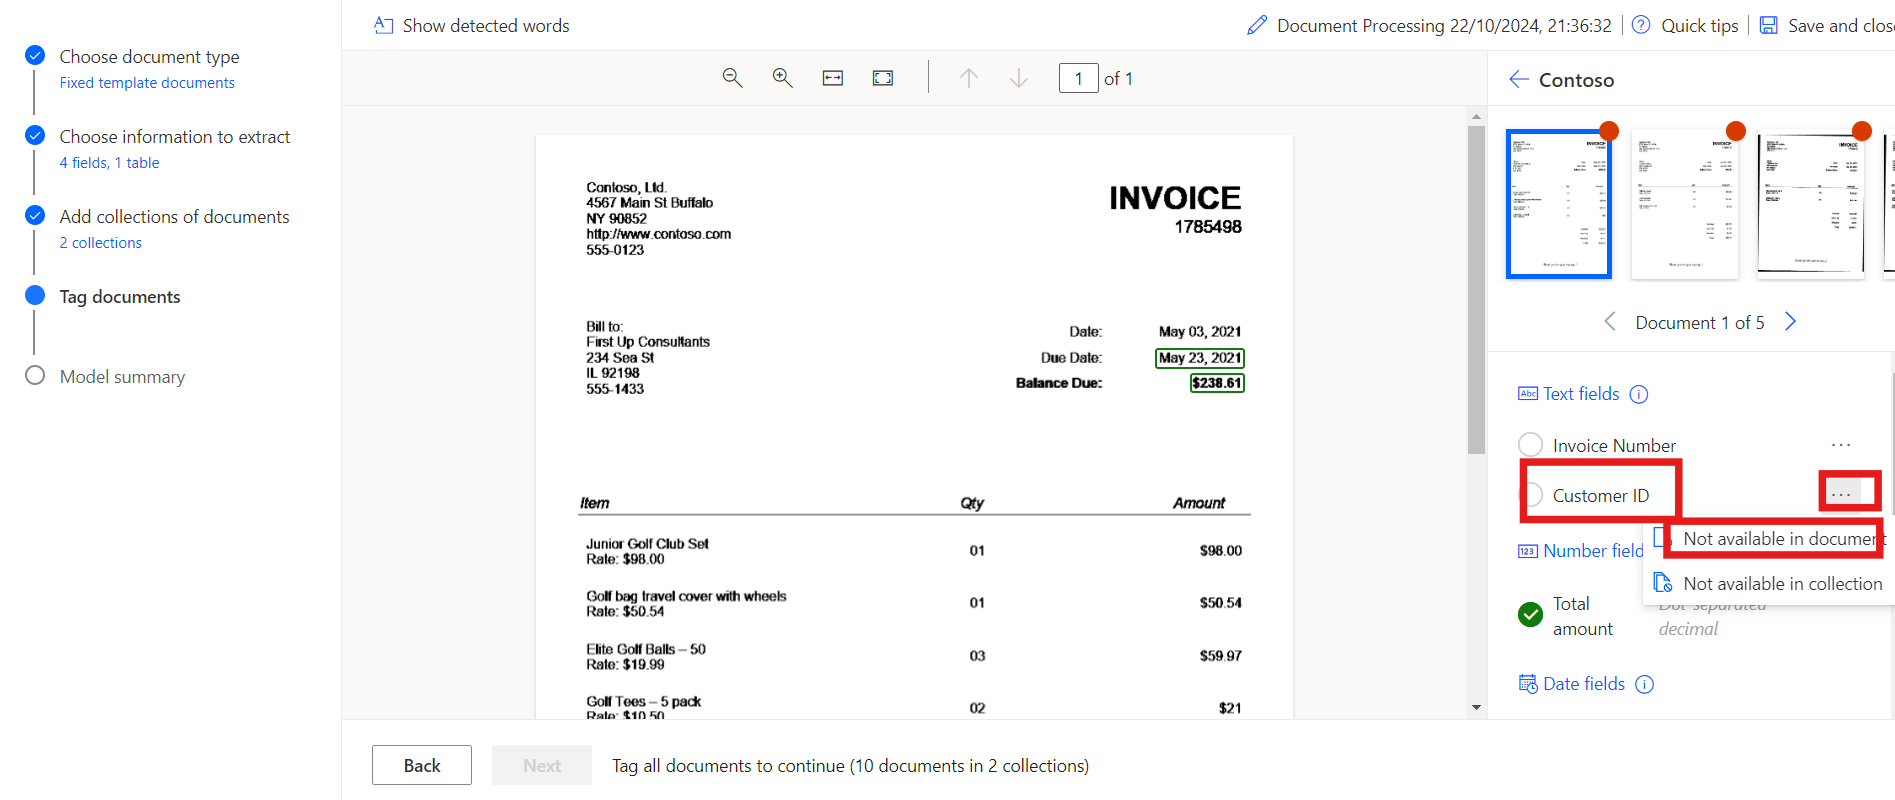 Choose document type
Fixed template documents
Choose information to extract
4 fields, 1 table
Add collections of documents
2 collections
Tag documents
Model summary
Show detected words
Document Processing 22/10/2024, 21:36:32
Quick tips
Save and clos
1 of 1
Contoso, Ltd.
4567 Main St Buffalo
NY 90852
http://www.contoso.com
555-0123
INVOICE
1785498
Bill to:
First Up Consultants
234 Sea St
IL 92198
555-1433
Date: May 03, 2021
Due Date: May 23, 2021
Balance Due: $238.61
Item Qty Amount
Junior Golf Club Set 01 $98.00
Rate: $98.00
Golf bag travel cover with wheels 01 $50.54
Rate: $50.54
Elite Golf Balls – 50 03 $59.97
Rate: $19.99
Golf Tees – 5 pack 02 $21
Rate: $10.50
Contoso
INVOICE
INVOICE
INVOICE
Document 1 of 5
Abc Text fields
Invoice Number ...
Customer ID ...
Not available in document
123 Number field
Not available in collection
Total amount
Dot separated decimal
Date fields
Back
Next
Tag all documents to continue (10 documents in 2 collections)